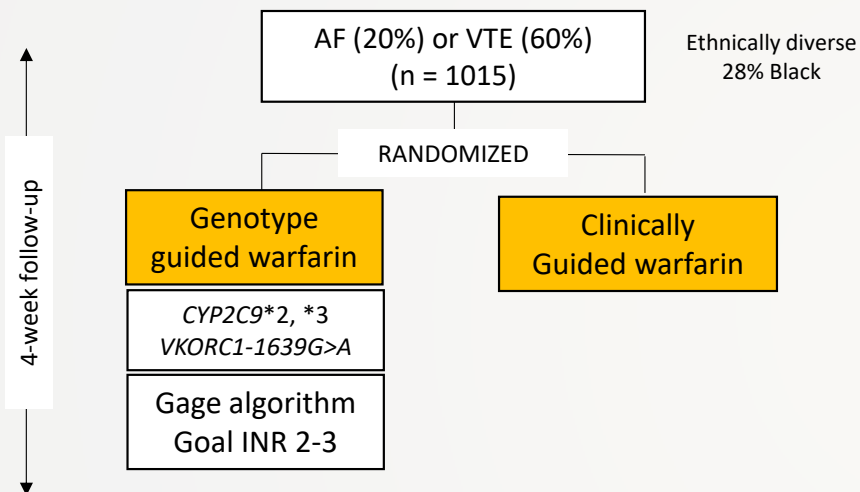 AF (20%) or VTE (60%)
(n = 1015)
Ethnically diverse
28% Black
RANDOMIZED
4-week follow-up
Genotype
guided warfarin
Clinically
Guided warfarin
CYP2C9*2, *3
VKORC1-1639G>A
Gage algorithm
Goal INR 2-3